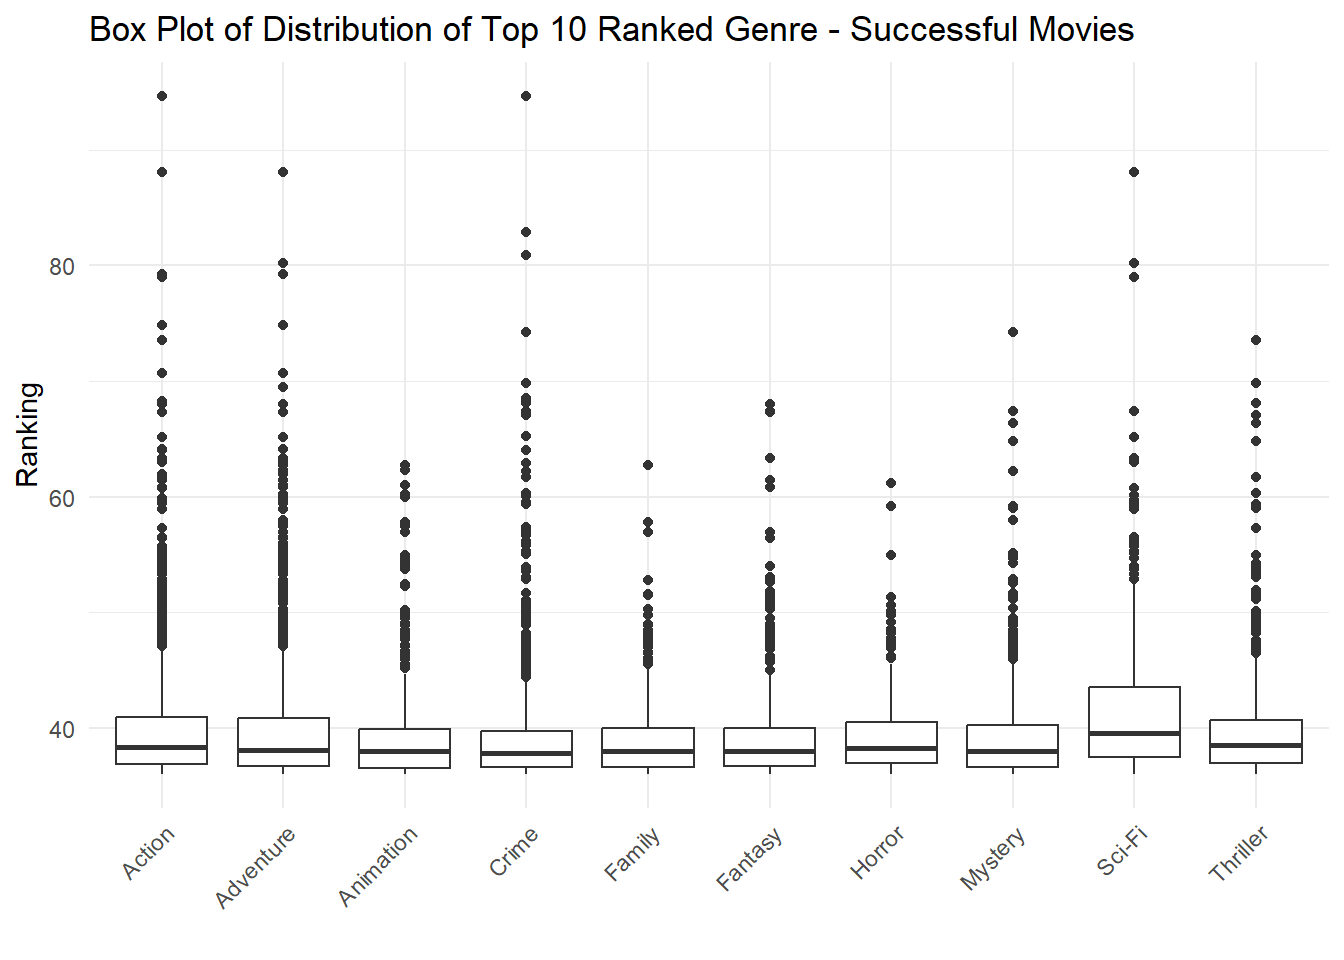 Box Plot of Distribution of Top 10 Ranked Genre - Successful Movies
Ranking
80
60
40
Action
Adventure
Animation
Crime
Family
Fantasy
Horror
Mystery
Sci-Fi
Thriller